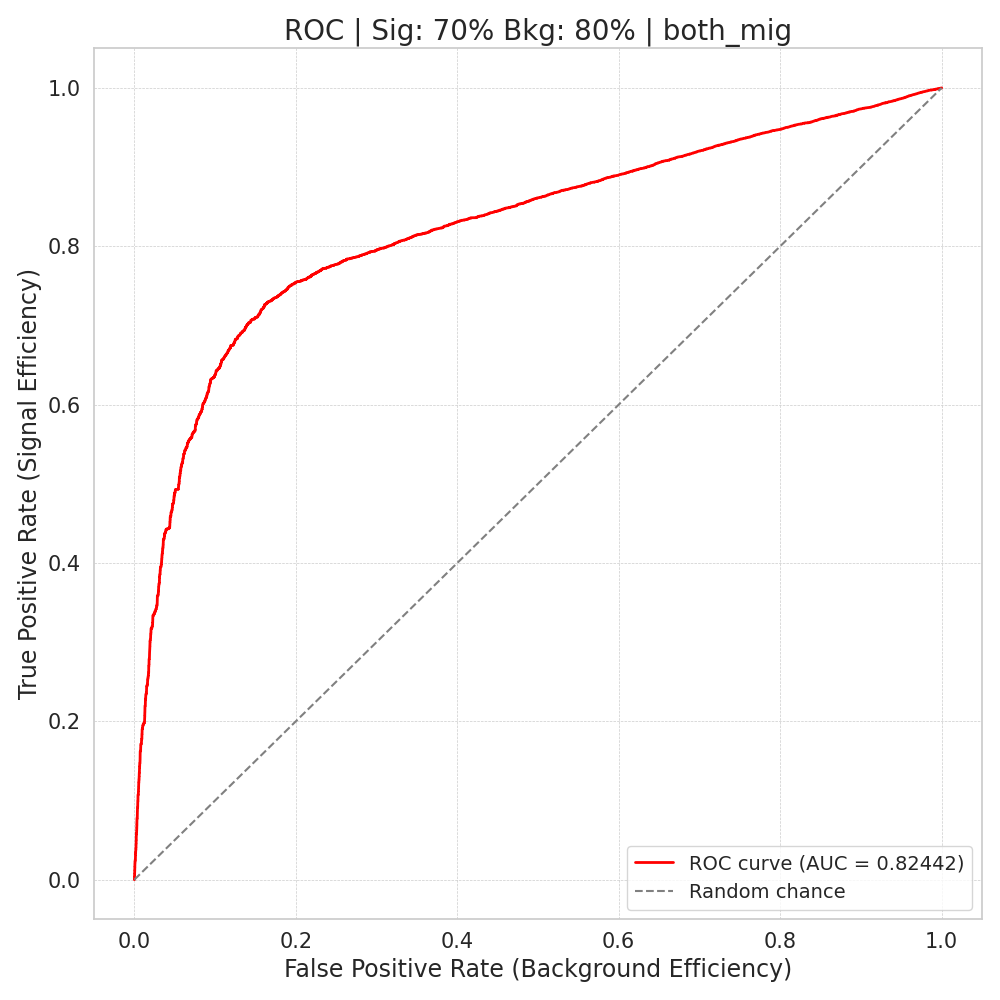 ROC | Sig: 70% Bkg: 80% | both_mig
True Positive Rate (Signal Efficiency)
1.0
0.8
0.6
0.4
0.2
0.0
ROC curve (AUC = 0.82442)
Random chance
0.0 0.2 0.4 0.6 0.8 1.0
False Positive Rate (Background Efficiency)